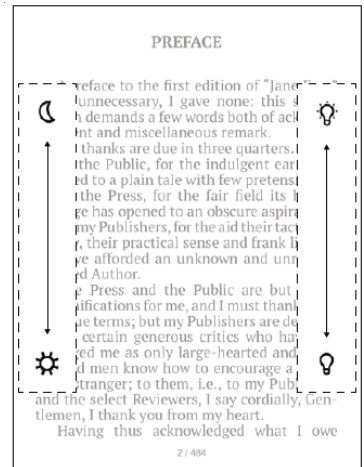 PREFACE
reface to the first edition of “Jane
unnecessary, I gave none: this
demands a few words both of ack
nt and miscellaneous remark.
thanks are due in three quarters.
the Public, for the indulgent ear
ed to a plain tale with few pretens
the Press, for the fair field its
ge has opened to an obscure aspira
my Publishers, for the aid their tact
, their practical sense and frank li
ve afforded an unknown and unr
d Author.
e Press and the Public are but
ifications for me, and I must thank
ue terms; but my Publishers are de
certain generous critics who ha
ed me as only large-hearted and
d men know how to encourage a
tranger; to them, i.e., to my Pub
and the select Reviewers, I say cordially, Gen-
tlemen, I thank you from my heart.
Having thus acknowledged what I owe
2 / 484